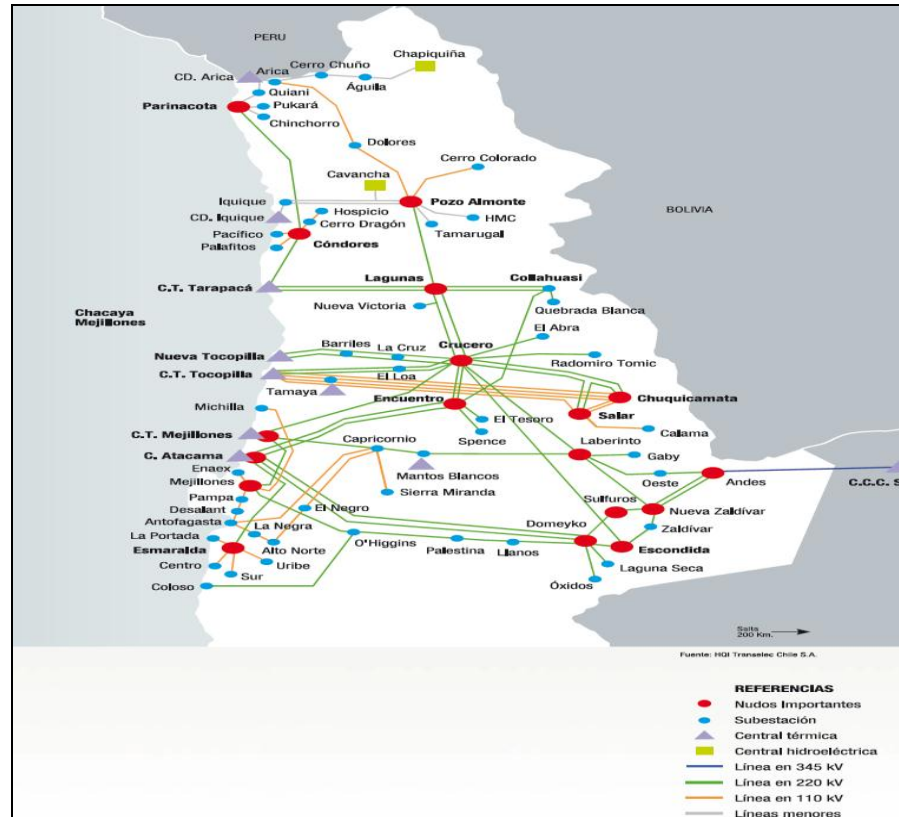 PERU
Chapiquiña
Cerro Chuño
Arica
CD. Arica
Águila
Quiani
Parinacota
Pukará
Chinchorro
Dolores
Cerro Colorado
Cavancha
Iquique
Pozo Almonte
BOLIVIA
Hospicio
CD. Iquique
Cerro Dragón
HMC
Pacífico
Tamarugal
Palafitos
Cóndores
Lagunas
Collahuasi
C.T. Tarapacá
Nueva Victoria
Quebrada Blanca
Chacaya
Mejillones
El Abra
Crucero
Barriles
La Cruz
Nueva Tocopilla
Radomiro Tomic
C.T. Tocopilla
El Loa
Tamaya
Encuentro
Chuquicamata
Michilla
Salar
El Tesoro
C.T. Mejillones
Calama
Capricornio
Spence
Laberinto
C. Atacama
Gaby
Enaex
Mantos Blancos
Oeste
Andes
Mejillones
Sierra Miranda
C.C.C. S
Pampa
Sulfuros
Desalant
El Negro
Nueva Zaldívar
Antofagasta
La Negra
Domeyko
Zaldívar
La Portada
O'Higgins
Esmaralda
Alto Norte
Palestina
Llanos
Escondida
Centro
Uribe
Laguna Seca
Sur
Coloso
Óxidos
Salta
200 Km.
Fuente: HQI Transelec Chile S.A.
REFERENCIAS
Nudos Importantes
Subestación
Central térmica
Central hidroeléctrica
Línea en 345 kV
Línea en 220 kV
Línea en 110 kV
Líneas menores